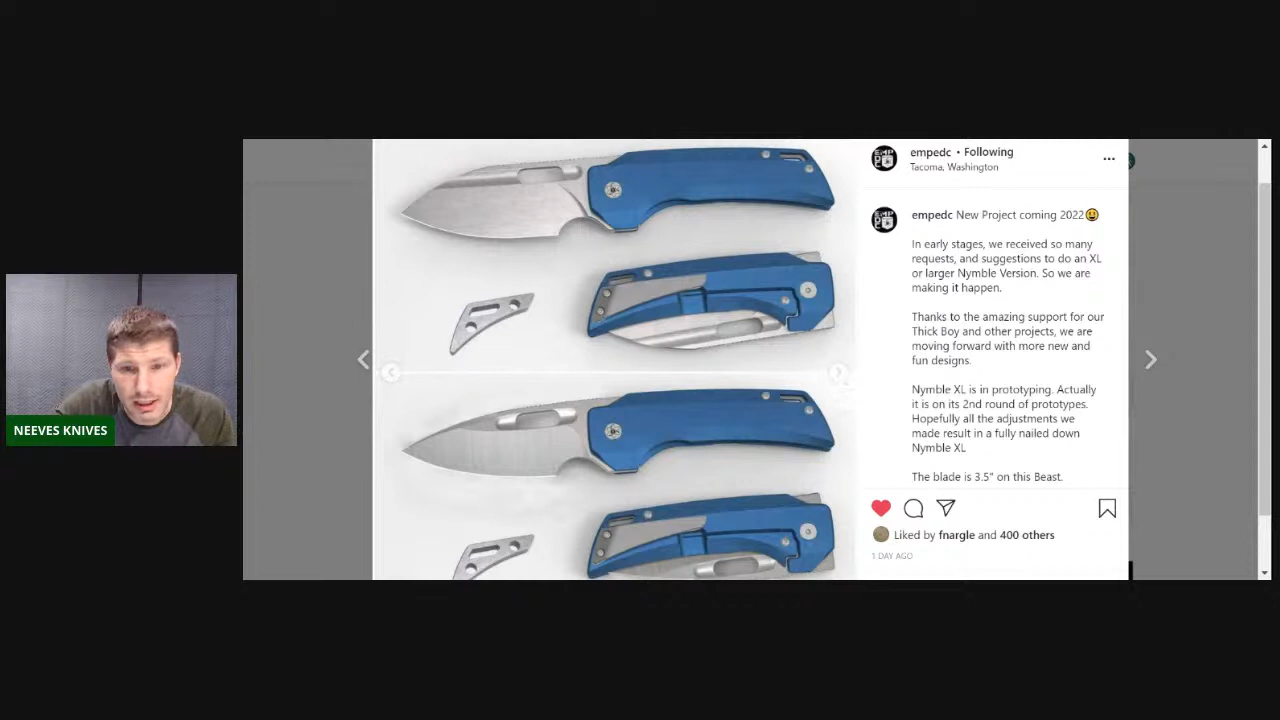 NEEVES KNIVES
empedc • Following
Tacoma, Washington
empedc New Project coming 2022😃
In early stages, we received so many
requests, and suggestions to do an XL
or larger Nymble Version. So we are
making it happen.
Thanks to the amazing support for our
Thick Boy and other projects, we are
moving forward with more new and
fun designs.
Nymble XL is in prototyping. Actually
it is on its 2nd round of prototypes.
Hopefully all the adjustments we
made result in a fully nailed down
Nymble XL
The blade is 3.5" on this Beast.
Liked by fnargle and 400 others
1 DAY AGO